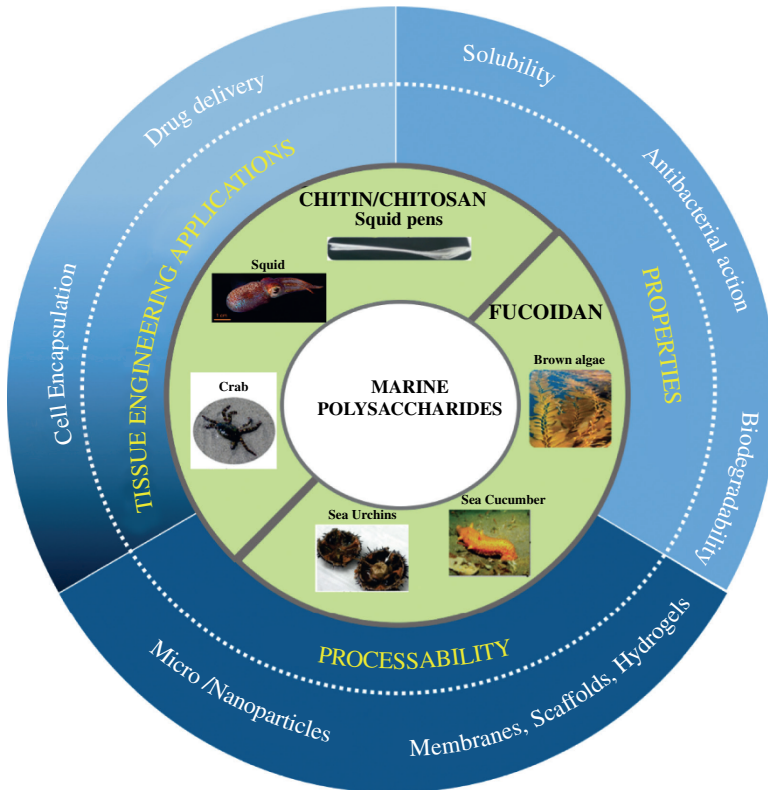 Drug delivery
Solubility
Antibacterial action
Biodegradability
Cell Encapsulation
TISSUE ENGINEERING APPLICATIONS
PROPERTIES
CHITIN/CHITOSAN
Squid pens
Squid
Crab
FUCOIDAN
Brown algae
MARINE
POLYSACCHARIDES
Sea Urchins
Sea Cucumber
PROCESSABILITY
Micro /Nanoparticles
Membranes, Scaffolds, Hydrogels